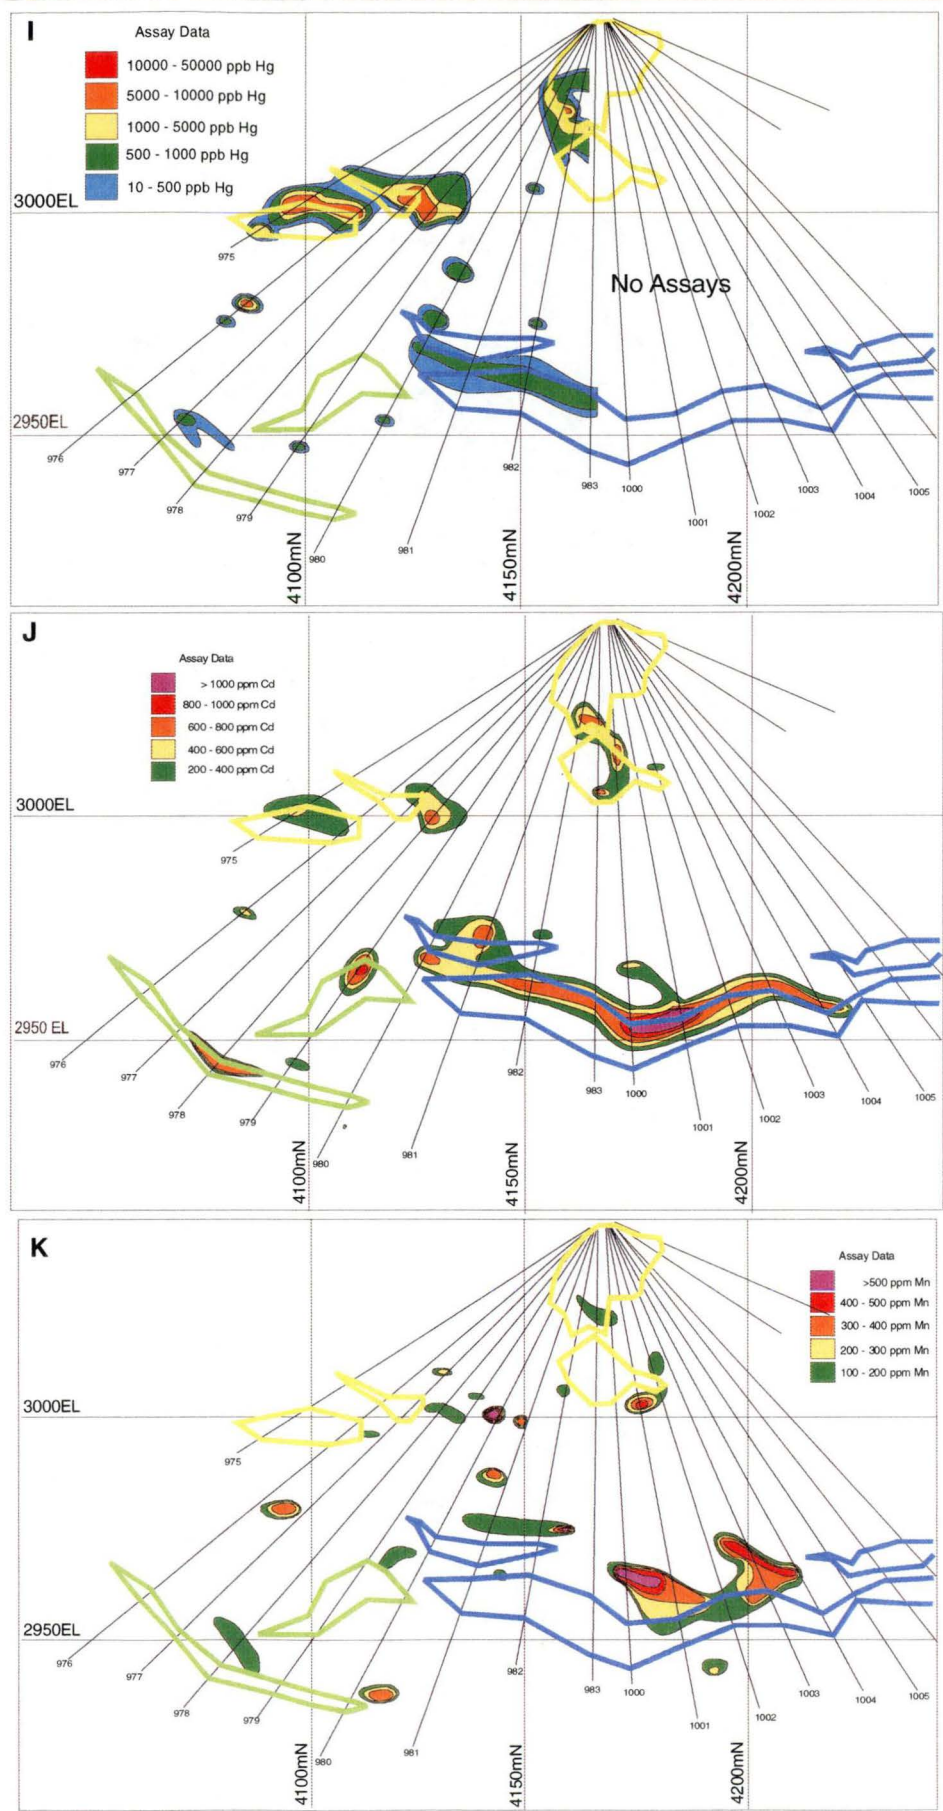 I
Assay Data
10000 - 50000 ppb Hg
5000 - 10000 ppb Hg
1000 - 5000 ppb Hg
500 - 1000 ppb Hg
10 - 500 ppb Hg
3000EL
975
No Assays
2950EL
976
977
978
979
980
981
982
983
1000
1001
1002
1003
1004
1005
4100mN
4150mN
4200mN
J
Assay Data
> 1000 ppm Cd
800 - 1000 ppm Cd
600 - 800 ppm Cd
400 - 600 ppm Cd
200 - 400 ppm Cd
3000EL
975
2950 EL
976
977
978
979
980
981
982
983
1000
1001
1002
1003
1004
1005
4100mN
4150mN
4200mN
K
Assay Data
>500 ppm Mn
400 - 500 ppm Mn
300 - 400 ppm Mn
200 - 300 ppm Mn
100 - 200 ppm Mn
3000EL
975
2950EL
976
977
978
979
980
981
982
983
1000
1001
1002
1003
1004
1005
4100mN
4150mN
4200mN